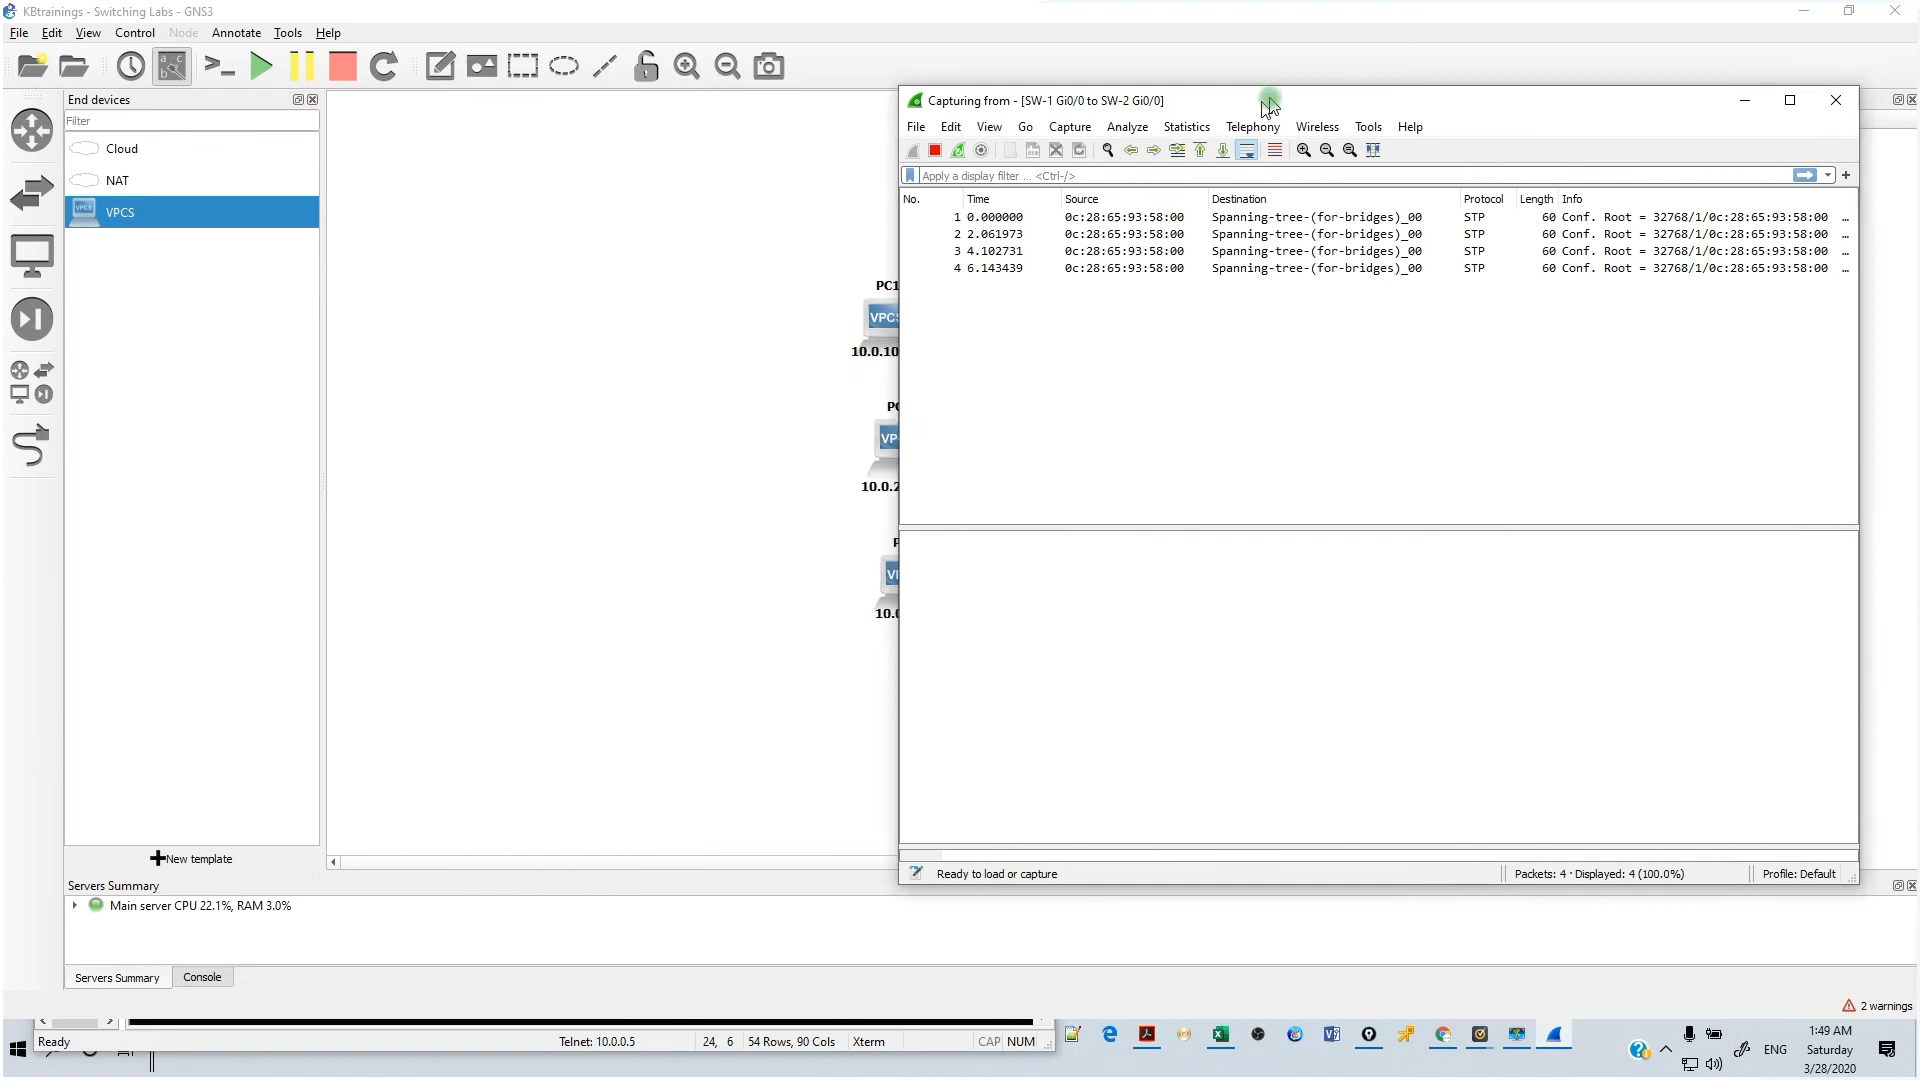 KBtrainings - Switching Labs - GNS3
File Edit View Control Node Annotate Tools Help
End devices
Filter
Cloud
NAT
VPCS
New template
PC1
VPCS
10.0.10
PC
VP
10.0.2
P
VI
10.0
Capturing from - [SW-1 Gi0/0 to SW-2 Gi0/0]
File Edit View Go Capture Analyze Statistics Telephony Wireless Tools Help
Apply a display filter ... <Ctrl-/>
No. Time Source Destination Protocol Length Info
1 0.000000 0c:28:65:93:58:00 Spanning-tree-(for-bridges)_00 STP 60 Conf. Root = 32768/1/0c:28:65:93:58:00 …
2 2.061973 0c:28:65:93:58:00 Spanning-tree-(for-bridges)_00 STP 60 Conf. Root = 32768/1/0c:28:65:93:58:00 …
3 4.102731 0c:28:65:93:58:00 Spanning-tree-(for-bridges)_00 STP 60 Conf. Root = 32768/1/0c:28:65:93:58:00 …
4 6.143439 0c:28:65:93:58:00 Spanning-tree-(for-bridges)_00 STP 60 Conf. Root = 32768/1/0c:28:65:93:58:00 …
Ready to load or capture Packets: 4 · Displayed: 4 (100.0%) Profile: Default
Servers Summary
Main server CPU 22.1%, RAM 3.0%
Servers Summary Console
2 warnings
Ready Telnet: 10.0.0.5 24, 6 54 Rows, 90 Cols Xterm CAP NUM
ENG
1:49 AM
Saturday
3/28/2020